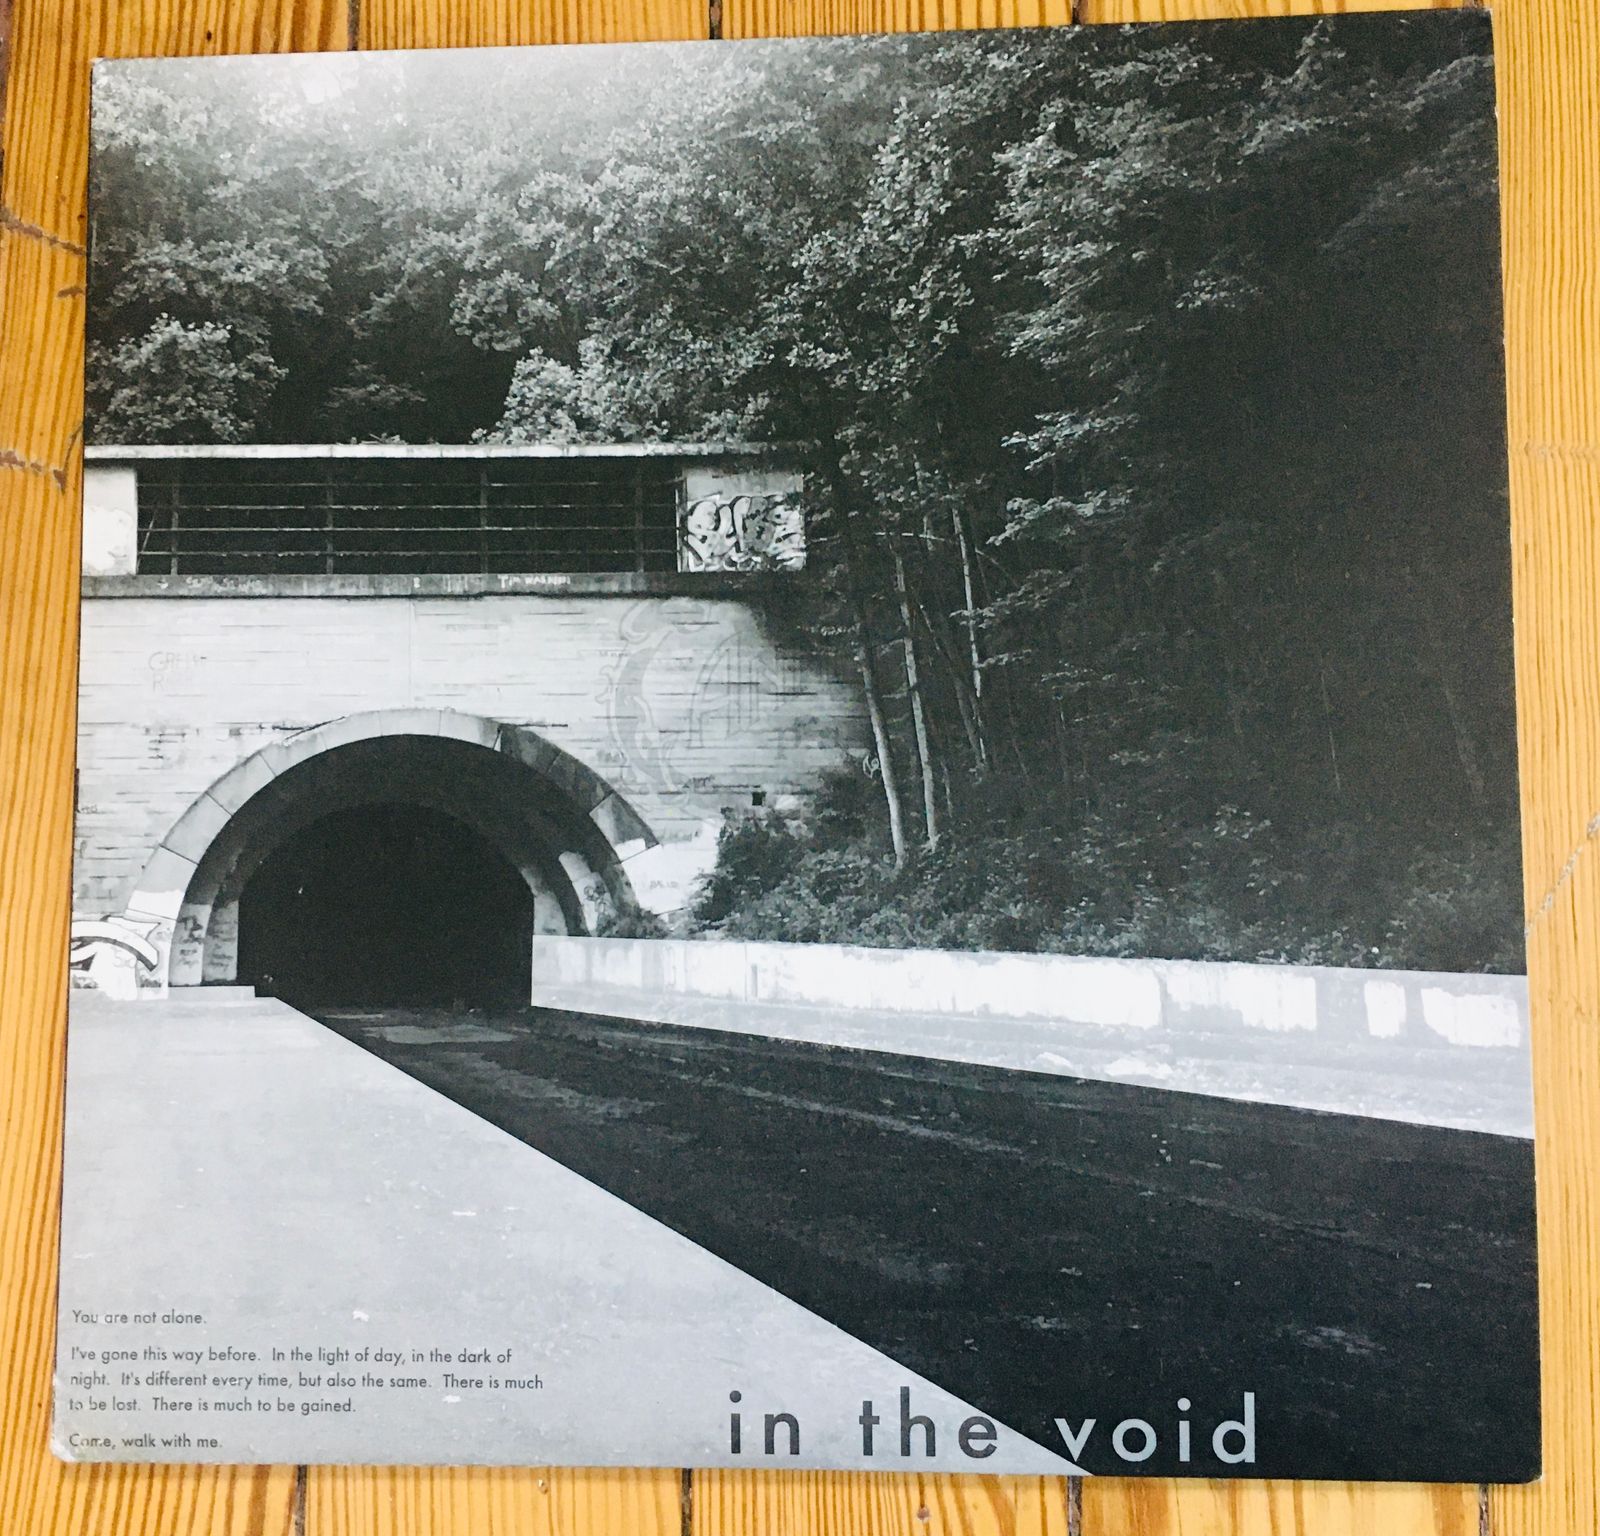 TIM WARREN
You are not alone.
I've gone this way before.  In the light of day, in the dark of
night.  It's different every time, but also the same.  There is much
to be lost.  There is much to be gained.
Come, walk with me.
in the void